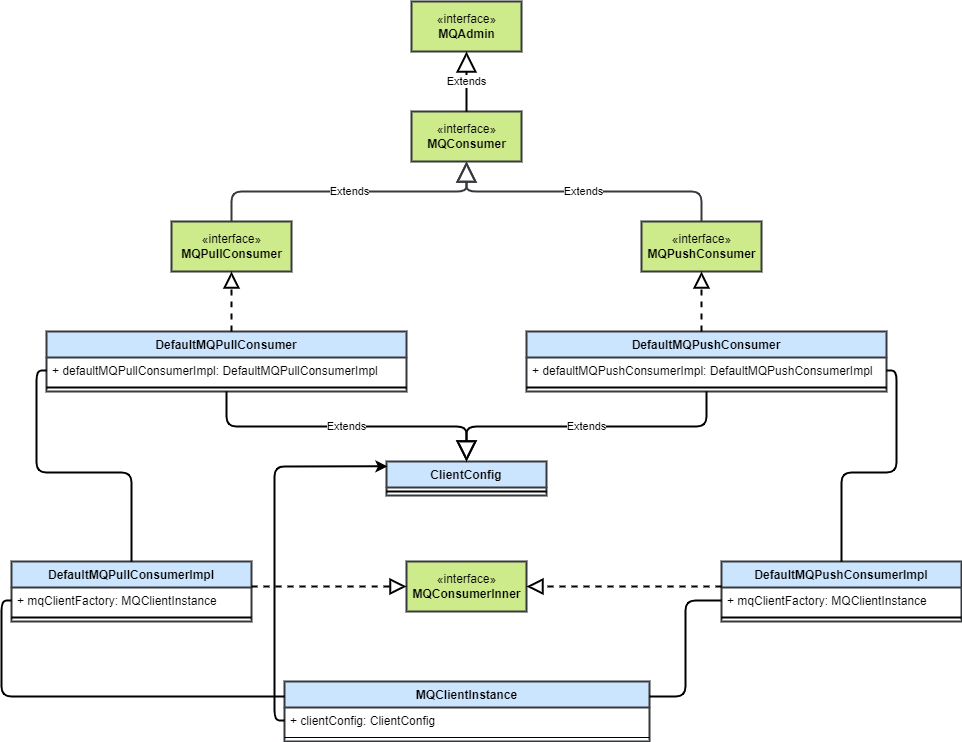 «interface»
MQAdmin
Extends
«interface»
MQConsumer
Extends
Extends
«interface»
MQPullConsumer
«interface»
MQPushConsumer
DefaultMQPullConsumer
+ defaultMQPullConsumerImpl: DefaultMQPullConsumerImpl
DefaultMQPushConsumer
+ defaultMQPushConsumerImpl: DefaultMQPushConsumerImpl
Extends
Extends
ClientConfig
DefaultMQPullConsumerImpl
+ mqClientFactory: MQClientInstance
«interface»
MQConsumerInner
DefaultMQPushConsumerImpl
+ mqClientFactory: MQClientInstance
MQClientInstance
+ clientConfig: ClientConfig